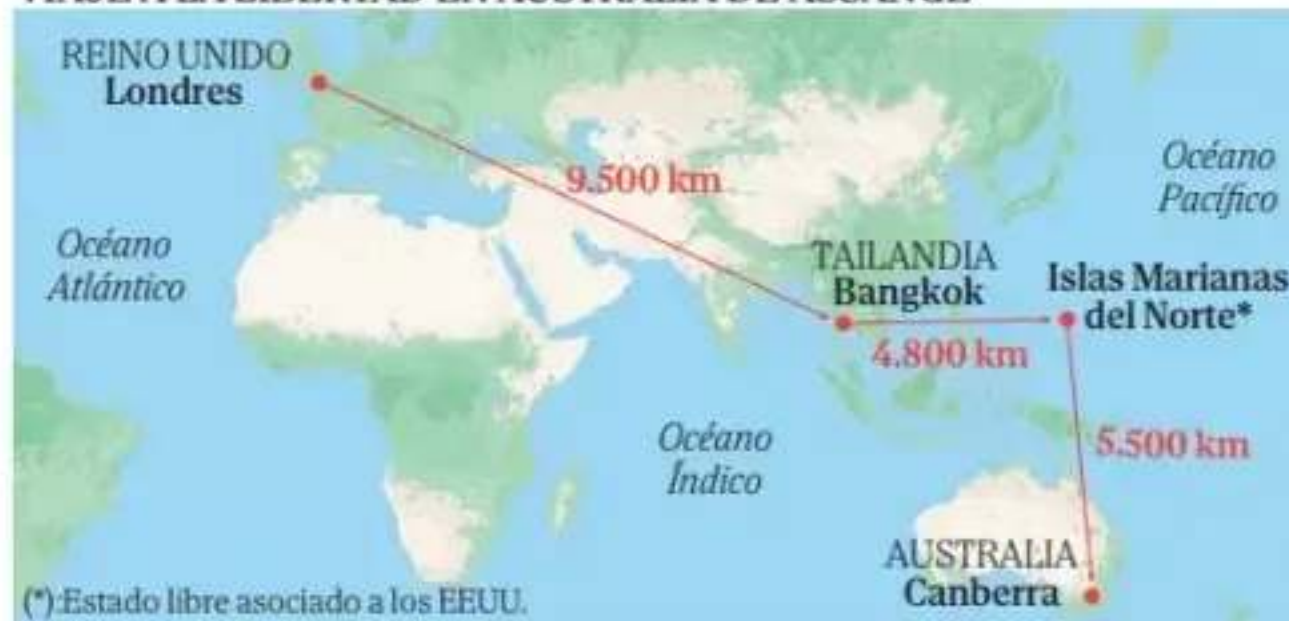 REINO UNIDO
Londres
9.500 km
Océano
Pacífico
Océano
Atlántico
TAILANDIA
Bangkok
Islas Marianas
del Norte*
4.800 km
Océano
Índico
5.500 km
AUSTRALIA
Canberra
(*):Estado libre asociado a los EEUU.